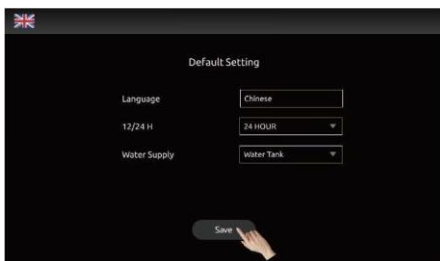 Default Setting
Language Chinese
12/24 H 24 HOUR
Water Supply Water Tank
Save